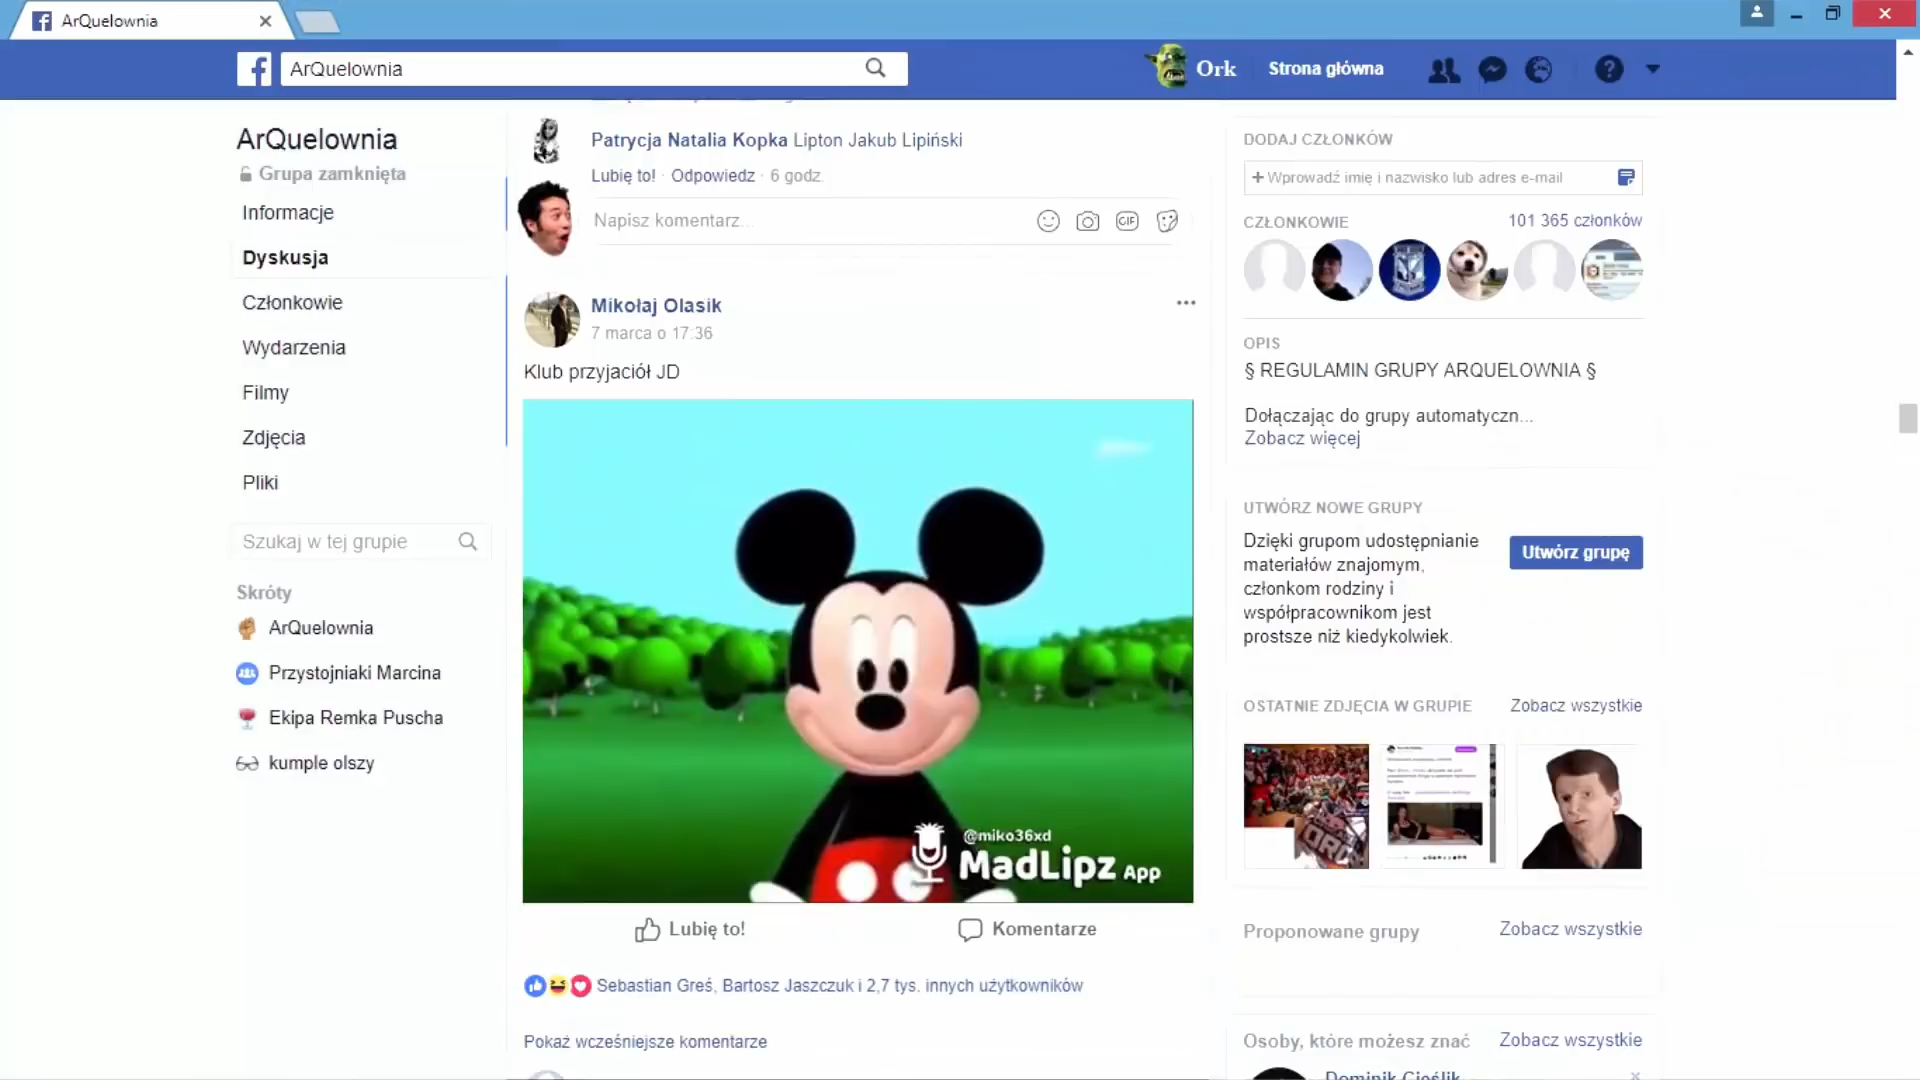 ArQuelownia
ArQuelownia
Ork
Strona główna
ArQuelownia
Grupa zamknięta
Informacje
Dyskusja
Członkowie
Wydarzenia
Filmy
Zdjęcia
Pliki
Szukaj w tej grupie
Skróty
ArQuelownia
Przystojniaki Marcina
Ekipa Remka Puscha
kumple olszy
Patrycja Natalia Kopka Lipton Jakub Lipiński
Lubię to! · Odpowiedz · 6 godz.
Napisz komentarz...
GIF
Mikołaj Olasik
7 marca o 17:36
Klub przyjaciół JD
@miko36xd
MadLipz App
Lubię to!
Komentarze
Sebastian Greś, Bartosz Jaszczuk i 2,7 tys. innych użytkowników
Pokaż wcześniejsze komentarze
DODAJ CZŁONKÓW
+ Wprowadź imię i nazwisko lub adres e-mail
CZŁONKOWIE
101 365 członków
OPIS
§ REGULAMIN GRUPY ARQUELOWNIA §
Dołączając do grupy automatyczn...
Zobacz więcej
UTWÓRZ NOWE GRUPY
Dzięki grupom udostępnianie
materiałów znajomym,
członkom rodziny i
współpracownikom jest
prostsze niż kiedykolwiek.
Utwórz grupę
OSTATNIE ZDJĘCIA W GRUPIE
Zobacz wszystkie
Proponowane grupy
Zobacz wszystkie
Osoby, które możesz znać
Zobacz wszystkie
Dominik Cieślik